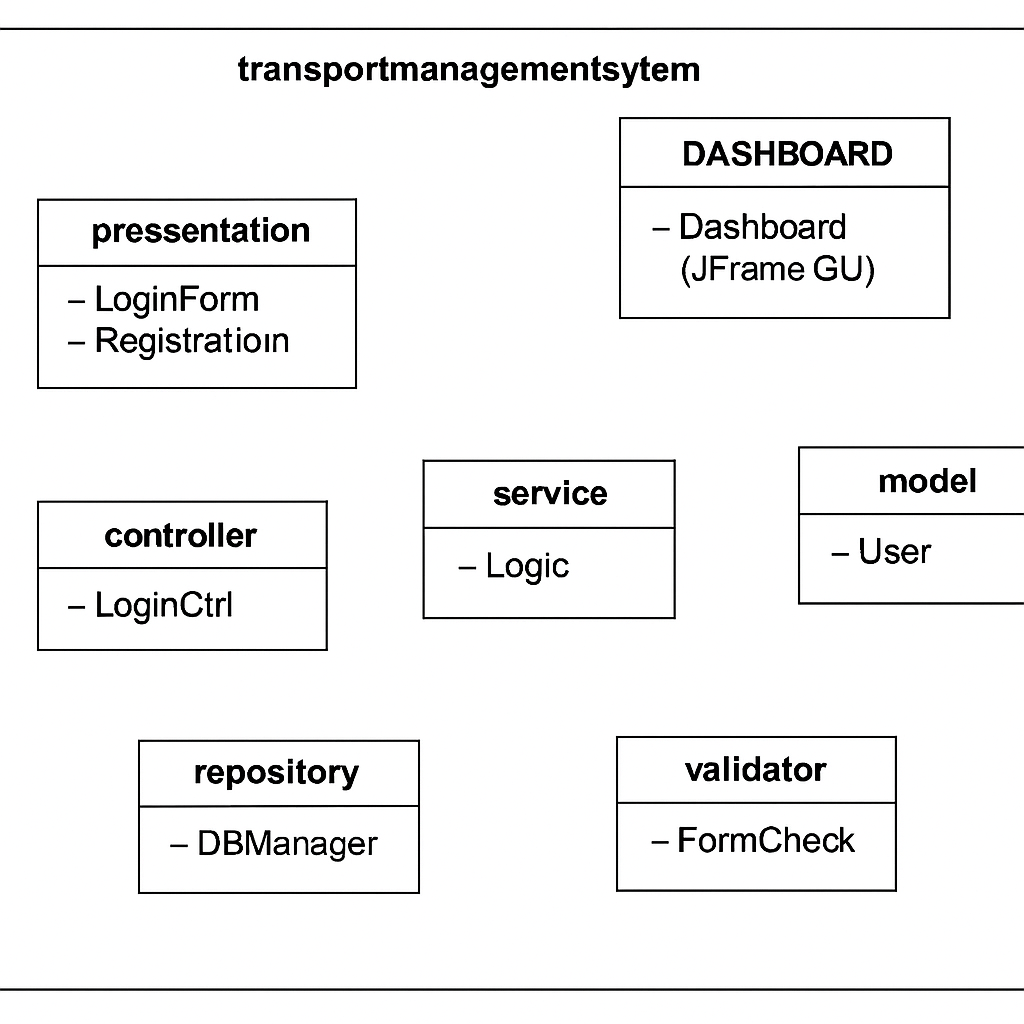 transportmanagementsytem
DASHBOARD
– Dashboard
(JFrame GU)
pressentation
– LoginForm
– Registratioın
service
– Logic
model
– User
controller
– LoginCtrl
repository
– DBManager
validator
– FormCheck